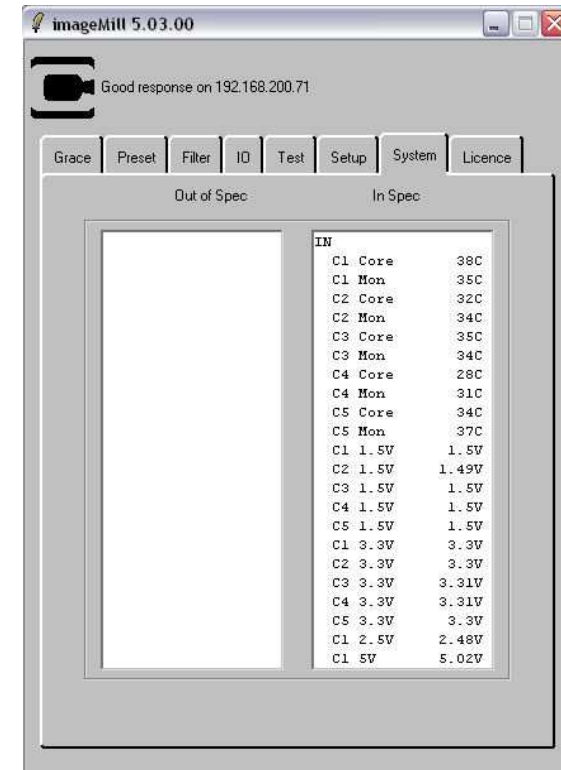 imageMill 5.03.00
Good response on 192.168.200.71
Grace Preset Filter IO Test Setup System Licence
Out of Spec In Spec
IN
C1 Core 38C
C1 Mon 35C
C2 Core 32C
C2 Mon 34C
C3 Core 35C
C3 Mon 34C
C4 Core 28C
C4 Mon 31C
C5 Core 34C
C5 Mon 37C
C1 1.5V 1.5V
C2 1.5V 1.49V
C3 1.5V 1.5V
C4 1.5V 1.5V
C5 1.5V 1.5V
C1 3.3V 3.3V
C2 3.3V 3.3V
C3 3.3V 3.31V
C4 3.3V 3.31V
C5 3.3V 3.3V
C1 2.5V 2.48V
C1 5V 5.02V